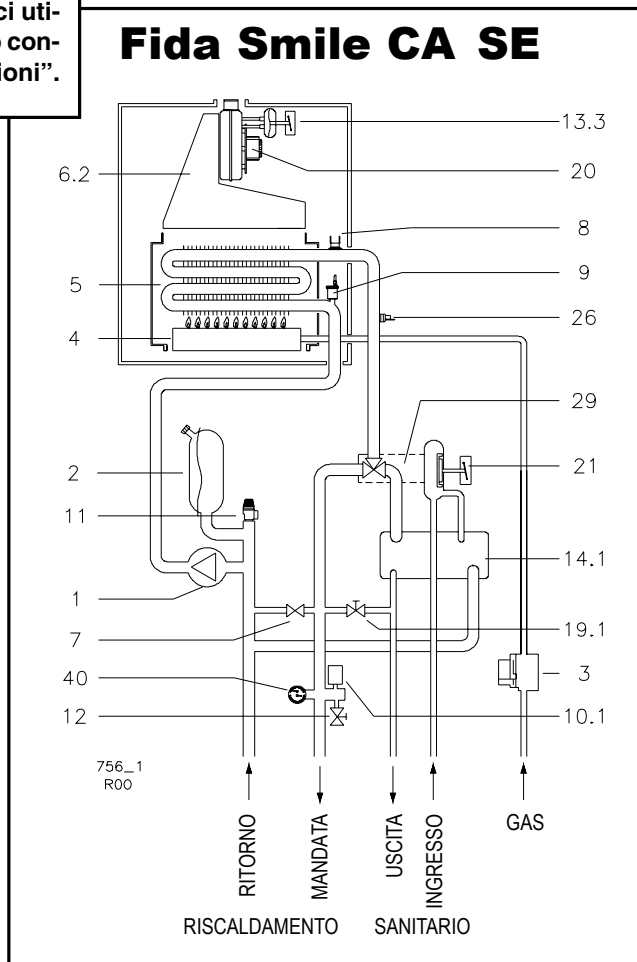 ci uti-
o con-
ioni”.
Fida Smile CA SE
13.3
6.2
20
8
5
9
26
4
29
2
21
11
14.1
1
7
19.1
40
3
12
10.1
756_1
R00
RITORNO
MANDATA
USCITA
INGRESSO
GAS
RISCALDAMENTO
SANITARIO